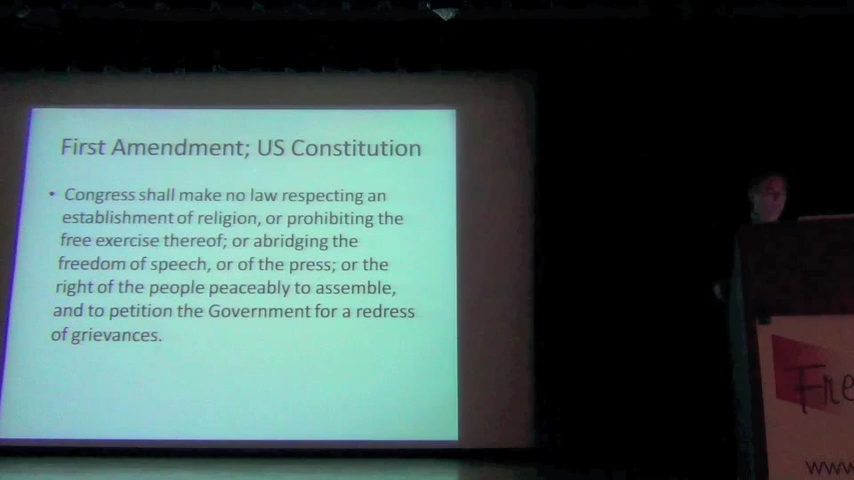 First Amendment; US Constitution
• Congress shall make no law respecting an
establishment of religion, or prohibiting the
free exercise thereof; or abridging the
freedom of speech, or of the press; or the
right of the people peaceably to assemble,
and to petition the Government for a redress
of grievances.
Fre
www